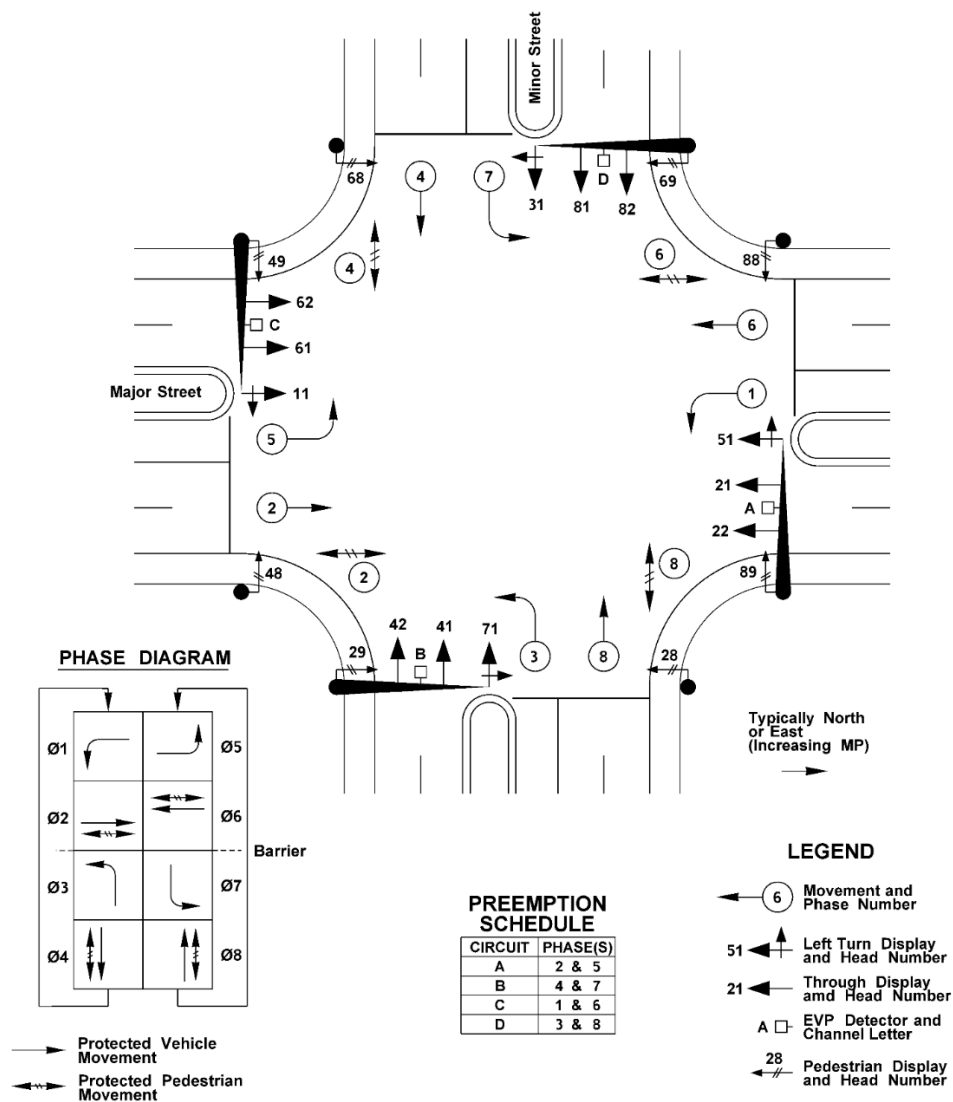 Minor Street
68
4
7
31
D
81
82
69
49
4
6
88
62
C
61
6
Major Street
11
1
5
51
21
A
2
22
48
2
8
89
42
41
71
29
B
3
8
28
PHASE DIAGRAM
Ø1
Ø5
Ø2
Ø6
Barrier
Ø3
Ø7
Ø4
Ø8
Protected Vehicle
Movement
Protected Pedestrian
Movement
PREEMPTION
SCHEDULE
CIRCUIT PHASE(S)
A 2 & 5
B 4 & 7
C 1 & 6
D 3 & 8
Typically North
or East
(Increasing MP)
LEGEND
6 Movement and
Phase Number
51 Left Turn Display
and Head Number
21 Through Display
amd Head Number
A EVP Detector and
Channel Letter
28 Pedestrian Display
and Head Number